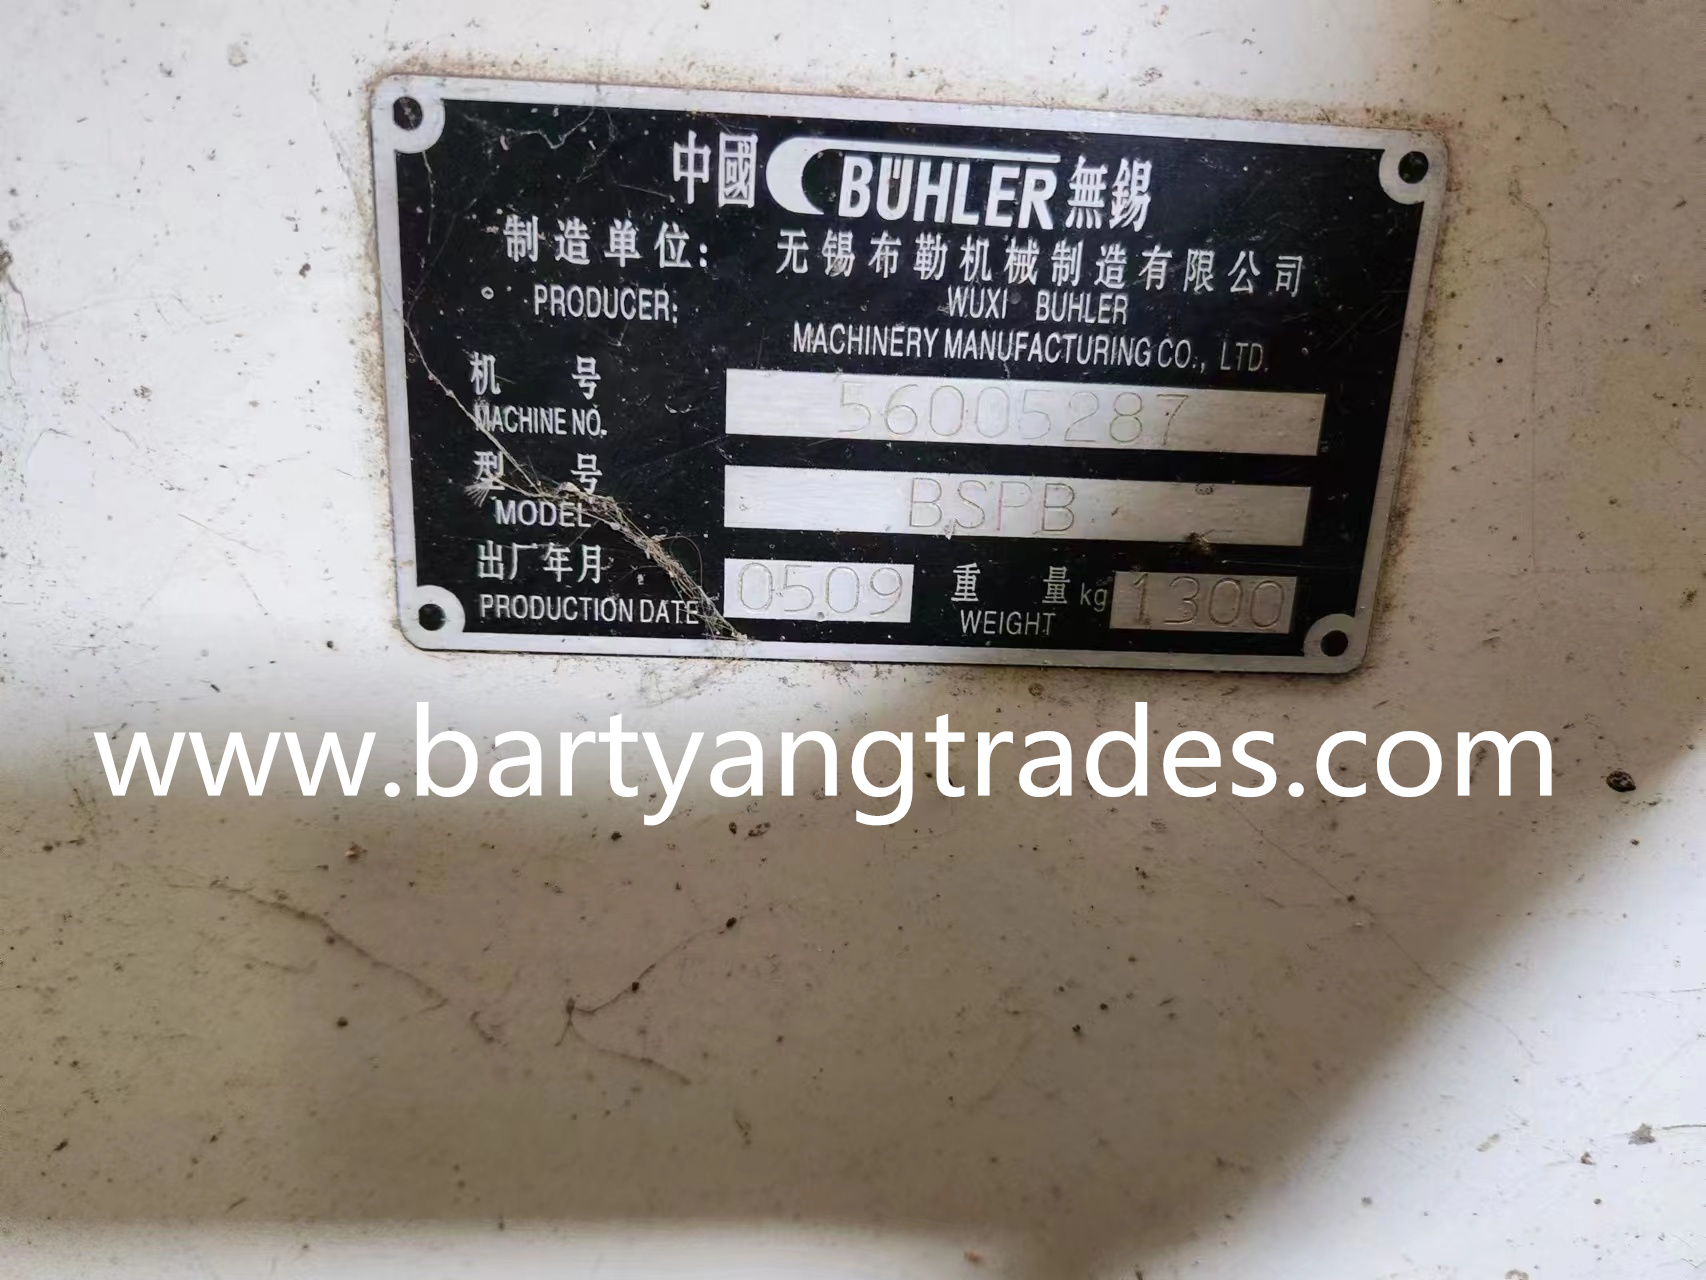 中國 BÜHLER 無錫
制造单位: 无锡布勒机械制造有限公司
PRODUCER: WUXI BUHLER
MACHINERY MANUFACTURING CO., LTD.
机 号
MACHINE NO. 56005287
型 号
MODEL BSPB
出厂年月 重 量 kg
PRODUCTION DATE 0509 WEIGHT 1300
www.bartyangtrades.com